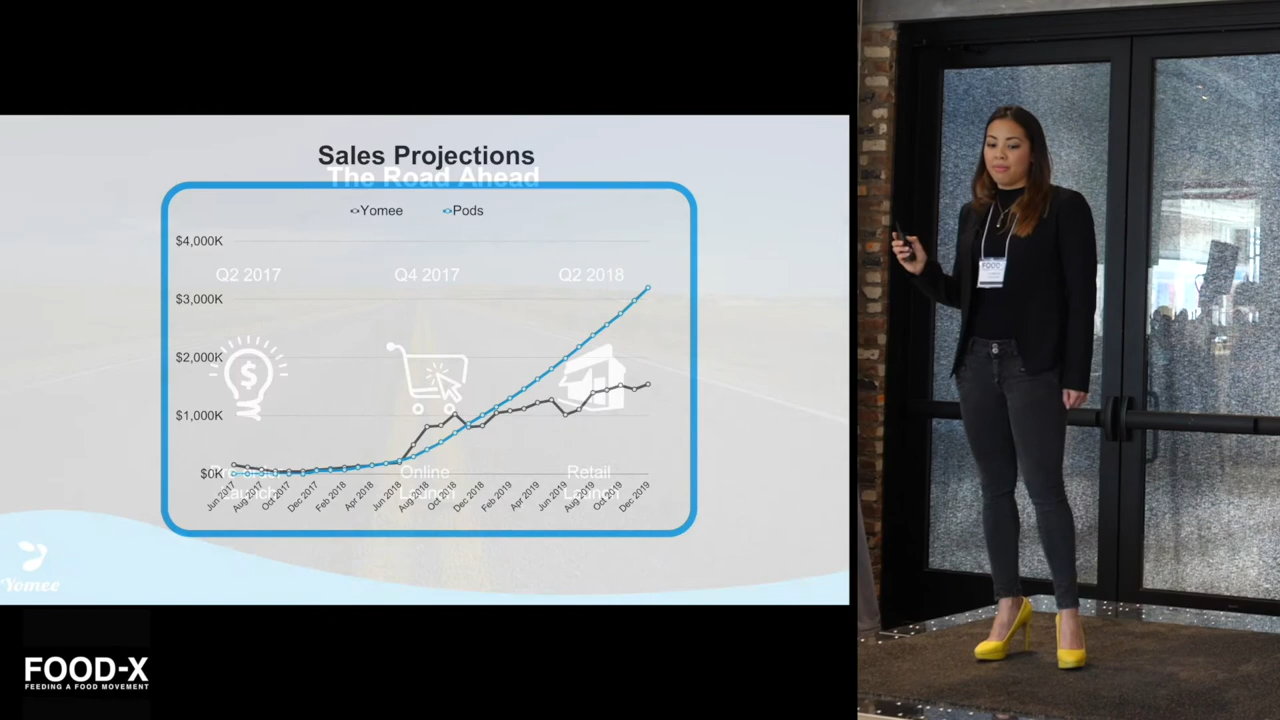 Sales Projections
The Road Ahead
Yomee Pods
$4,000K
Q2 2017 Q4 2017 Q2 2018
$3,000K
$2,000K
$
$1,000K
$0K
Online
Retail
Launch
Jun 2017
Oct 2017
Dec 2017
Feb 2018
Apr 2018
Jun 2018
Aug 2018
Oct 2018
Dec 2018
Feb 2019
Apr 2019
Jun 2019
Aug 2019
Oct 2019
Dec 2019
Yomee
FOOD-X
FEEDING A FOOD MOVEMENT
FOOD